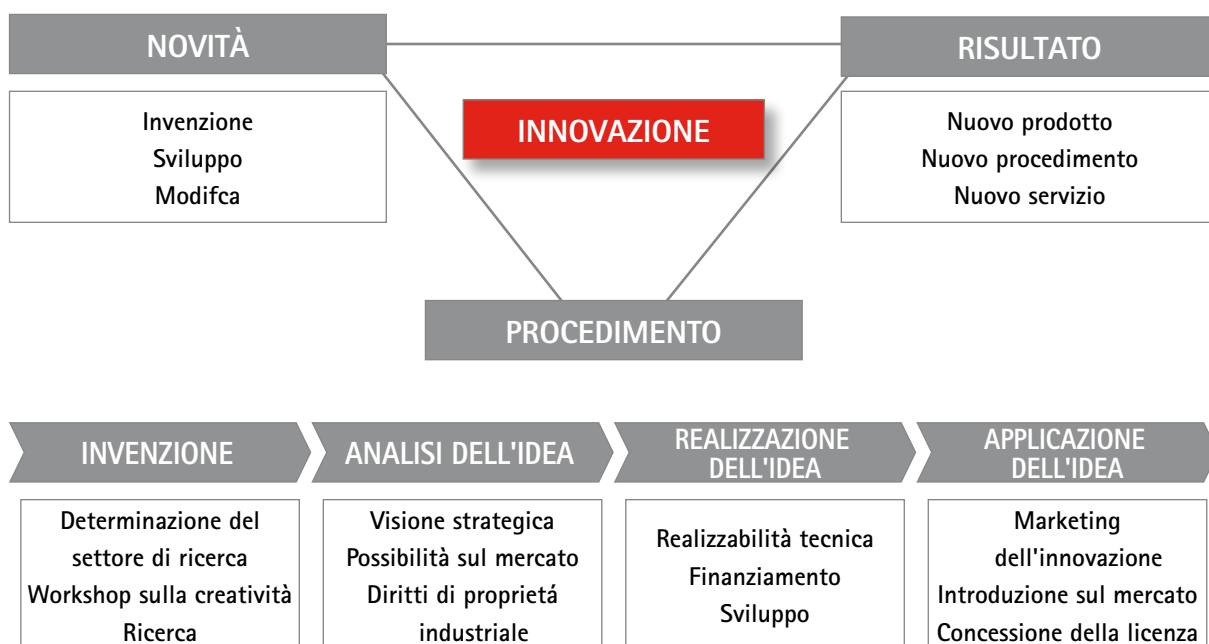 NOVITÀ
RISULTATO
INNOVAZIONE
Invenzione
Sviluppo
Modifca
Nuovo prodotto
Nuovo procedimento
Nuovo servizio
PROCEDIMENTO
INVENZIONE
ANALISI DELL'IDEA
REALIZZAZIONE
DELL'IDEA
APPLICAZIONE
DELL'IDEA
Determinazione del
settore di ricerca
Workshop sulla creatività
Ricerca
Visione strategica
Possibilità sul mercato
Diritti di proprietá
industriale
Realizzabilità tecnica
Finanziamento
Sviluppo
Marketing
dell'innovazione
Introduzione sul mercato
Concessione della licenza